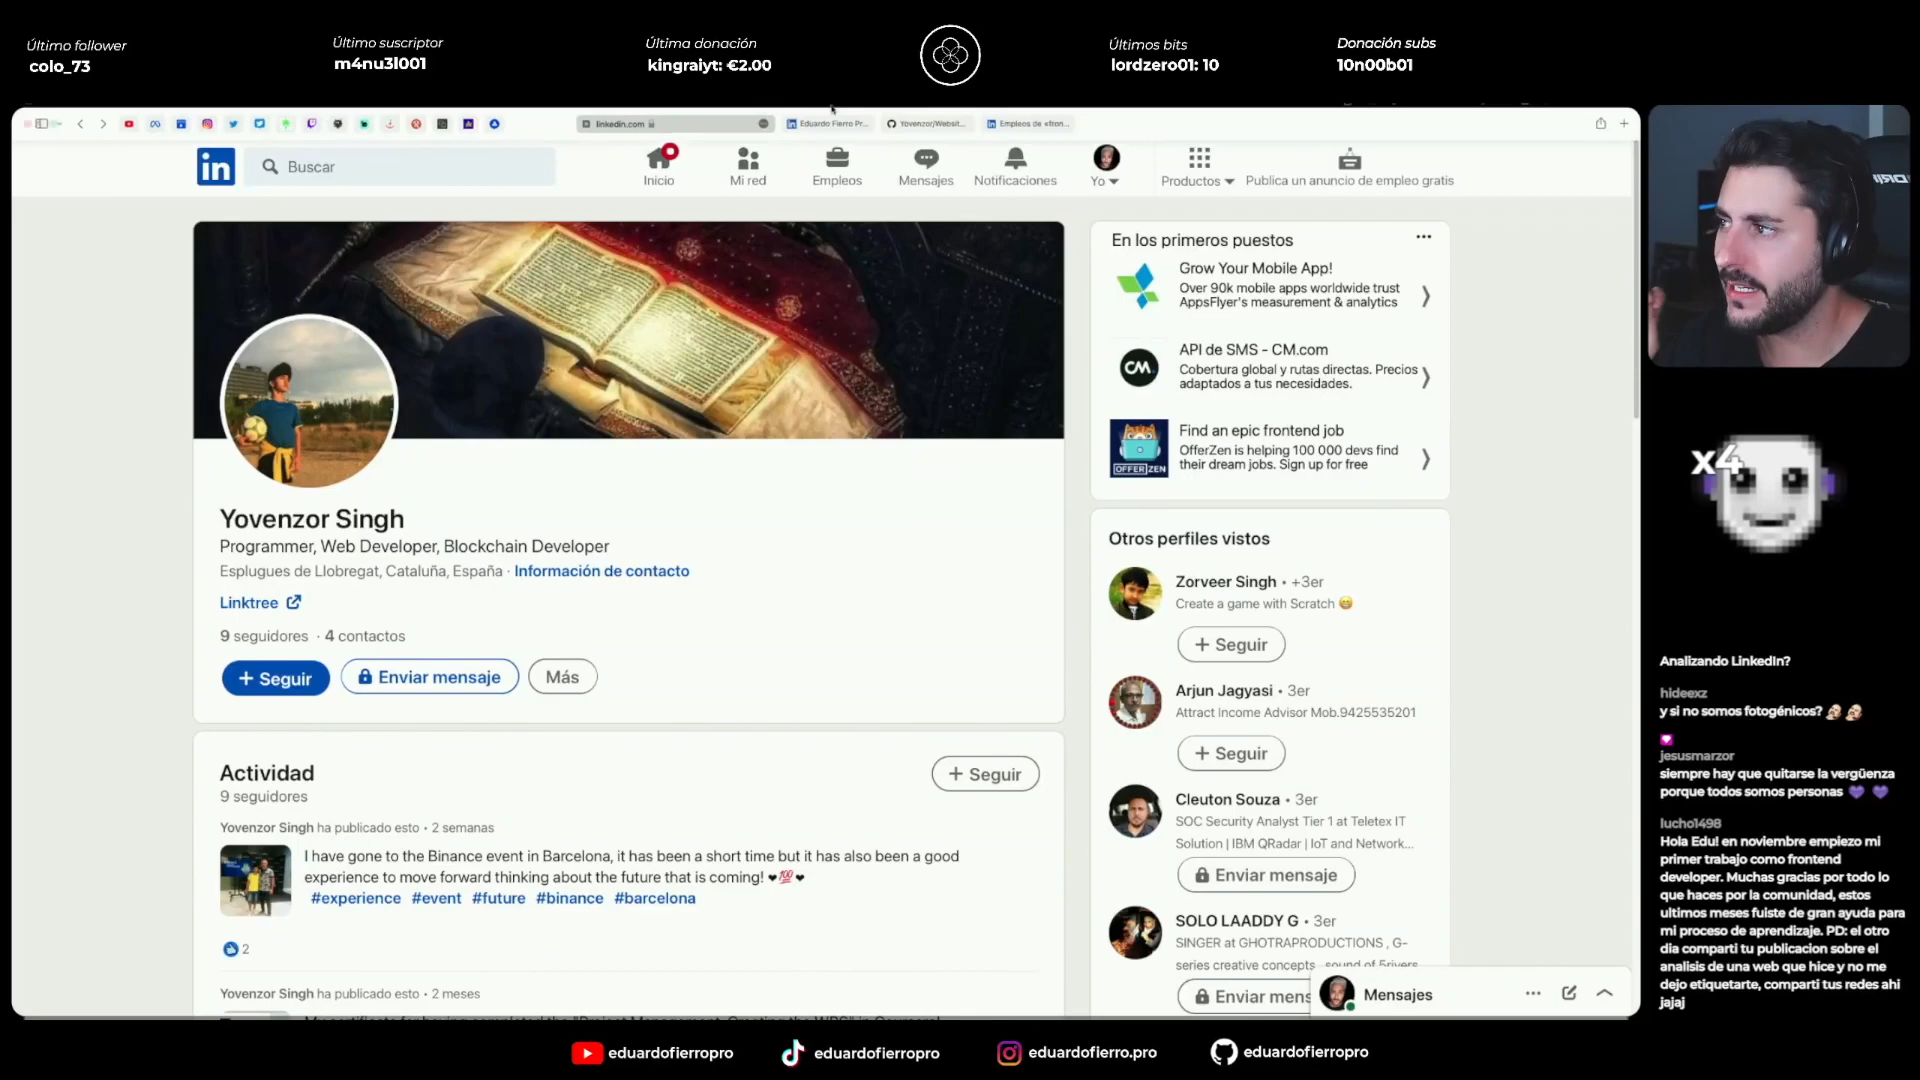 Último follower
colo_73
Último suscriptor
m4nu3l001
Última donación
kingraiyt: €2.00
Últimos bits
lordzero01: 10
Donación subs
10n00b01
linkedin.com
Eduardo Fierro Pr...
Yovenzor/Websit...
Empleos de «fron...
in
Buscar
Inicio
Mi red
Empleos
Mensajes
Notificaciones
Yo
Productos
Publica un anuncio de empleo gratis
Yovenzor Singh
Programmer, Web Developer, Blockchain Developer
Esplugues de Llobregat, Cataluña, España · Información de contacto
Linktree
9 seguidores · 4 contactos
+ Seguir
Enviar mensaje
Más
Actividad
9 seguidores
+ Seguir
Yovenzor Singh ha publicado esto • 2 semanas
I have gone to the Binance event in Barcelona, it has been a short time but it has also been a good
experience to move forward thinking about the future that is coming! ❤💯❤
#experience #event #future #binance #barcelona
2
Yovenzor Singh ha publicado esto • 2 meses
En los primeros puestos
Grow Your Mobile App!
Over 90k mobile apps worldwide trust
AppsFlyer's measurement & analytics
CM.
API de SMS - CM.com
Cobertura global y rutas directas. Precios
adaptados a tus necesidades.
OFFERZEN
Find an epic frontend job
OfferZen is helping 100 000 devs find
their dream jobs. Sign up for free
Otros perfiles vistos
Zorveer Singh • +3er
Create a game with Scratch 😁
+ Seguir
Arjun Jagyasi • 3er
Attract Income Advisor Mob.9425535201
+ Seguir
Cleuton Souza • 3er
SOC Security Analyst Tier 1 at Teletex IT
Solution | IBM QRadar | IoT and Network...
Enviar mensaje
SOLO LAADDY G • 3er
SINGER at GHOTRAPRODUCTIONS , G-
series creative concepts , sound of 5rivers
Enviar mens
Mensajes
x4
Analizando LinkedIn?
hideexz
y si no somos fotogénicos?
jesusmarzor
siempre hay que quitarse la vergüenza
porque todos somos personas 💜 💜
lucho1498
Hola Edu! en noviembre empiezo mi
primer trabajo como frontend
developer. Muchas gracias por todo lo
que haces por la comunidad, estos
ultimos meses fuiste de gran ayuda para
mi proceso de aprendizaje. PD: el otro
dia comparti tu publicacion sobre el
analisis de una web que hice y no me
dejo etiquetarte, comparti tus redes ahi
jajaj
eduardofierropro
eduardofierropro
eduardofierro.pro
eduardofierropro